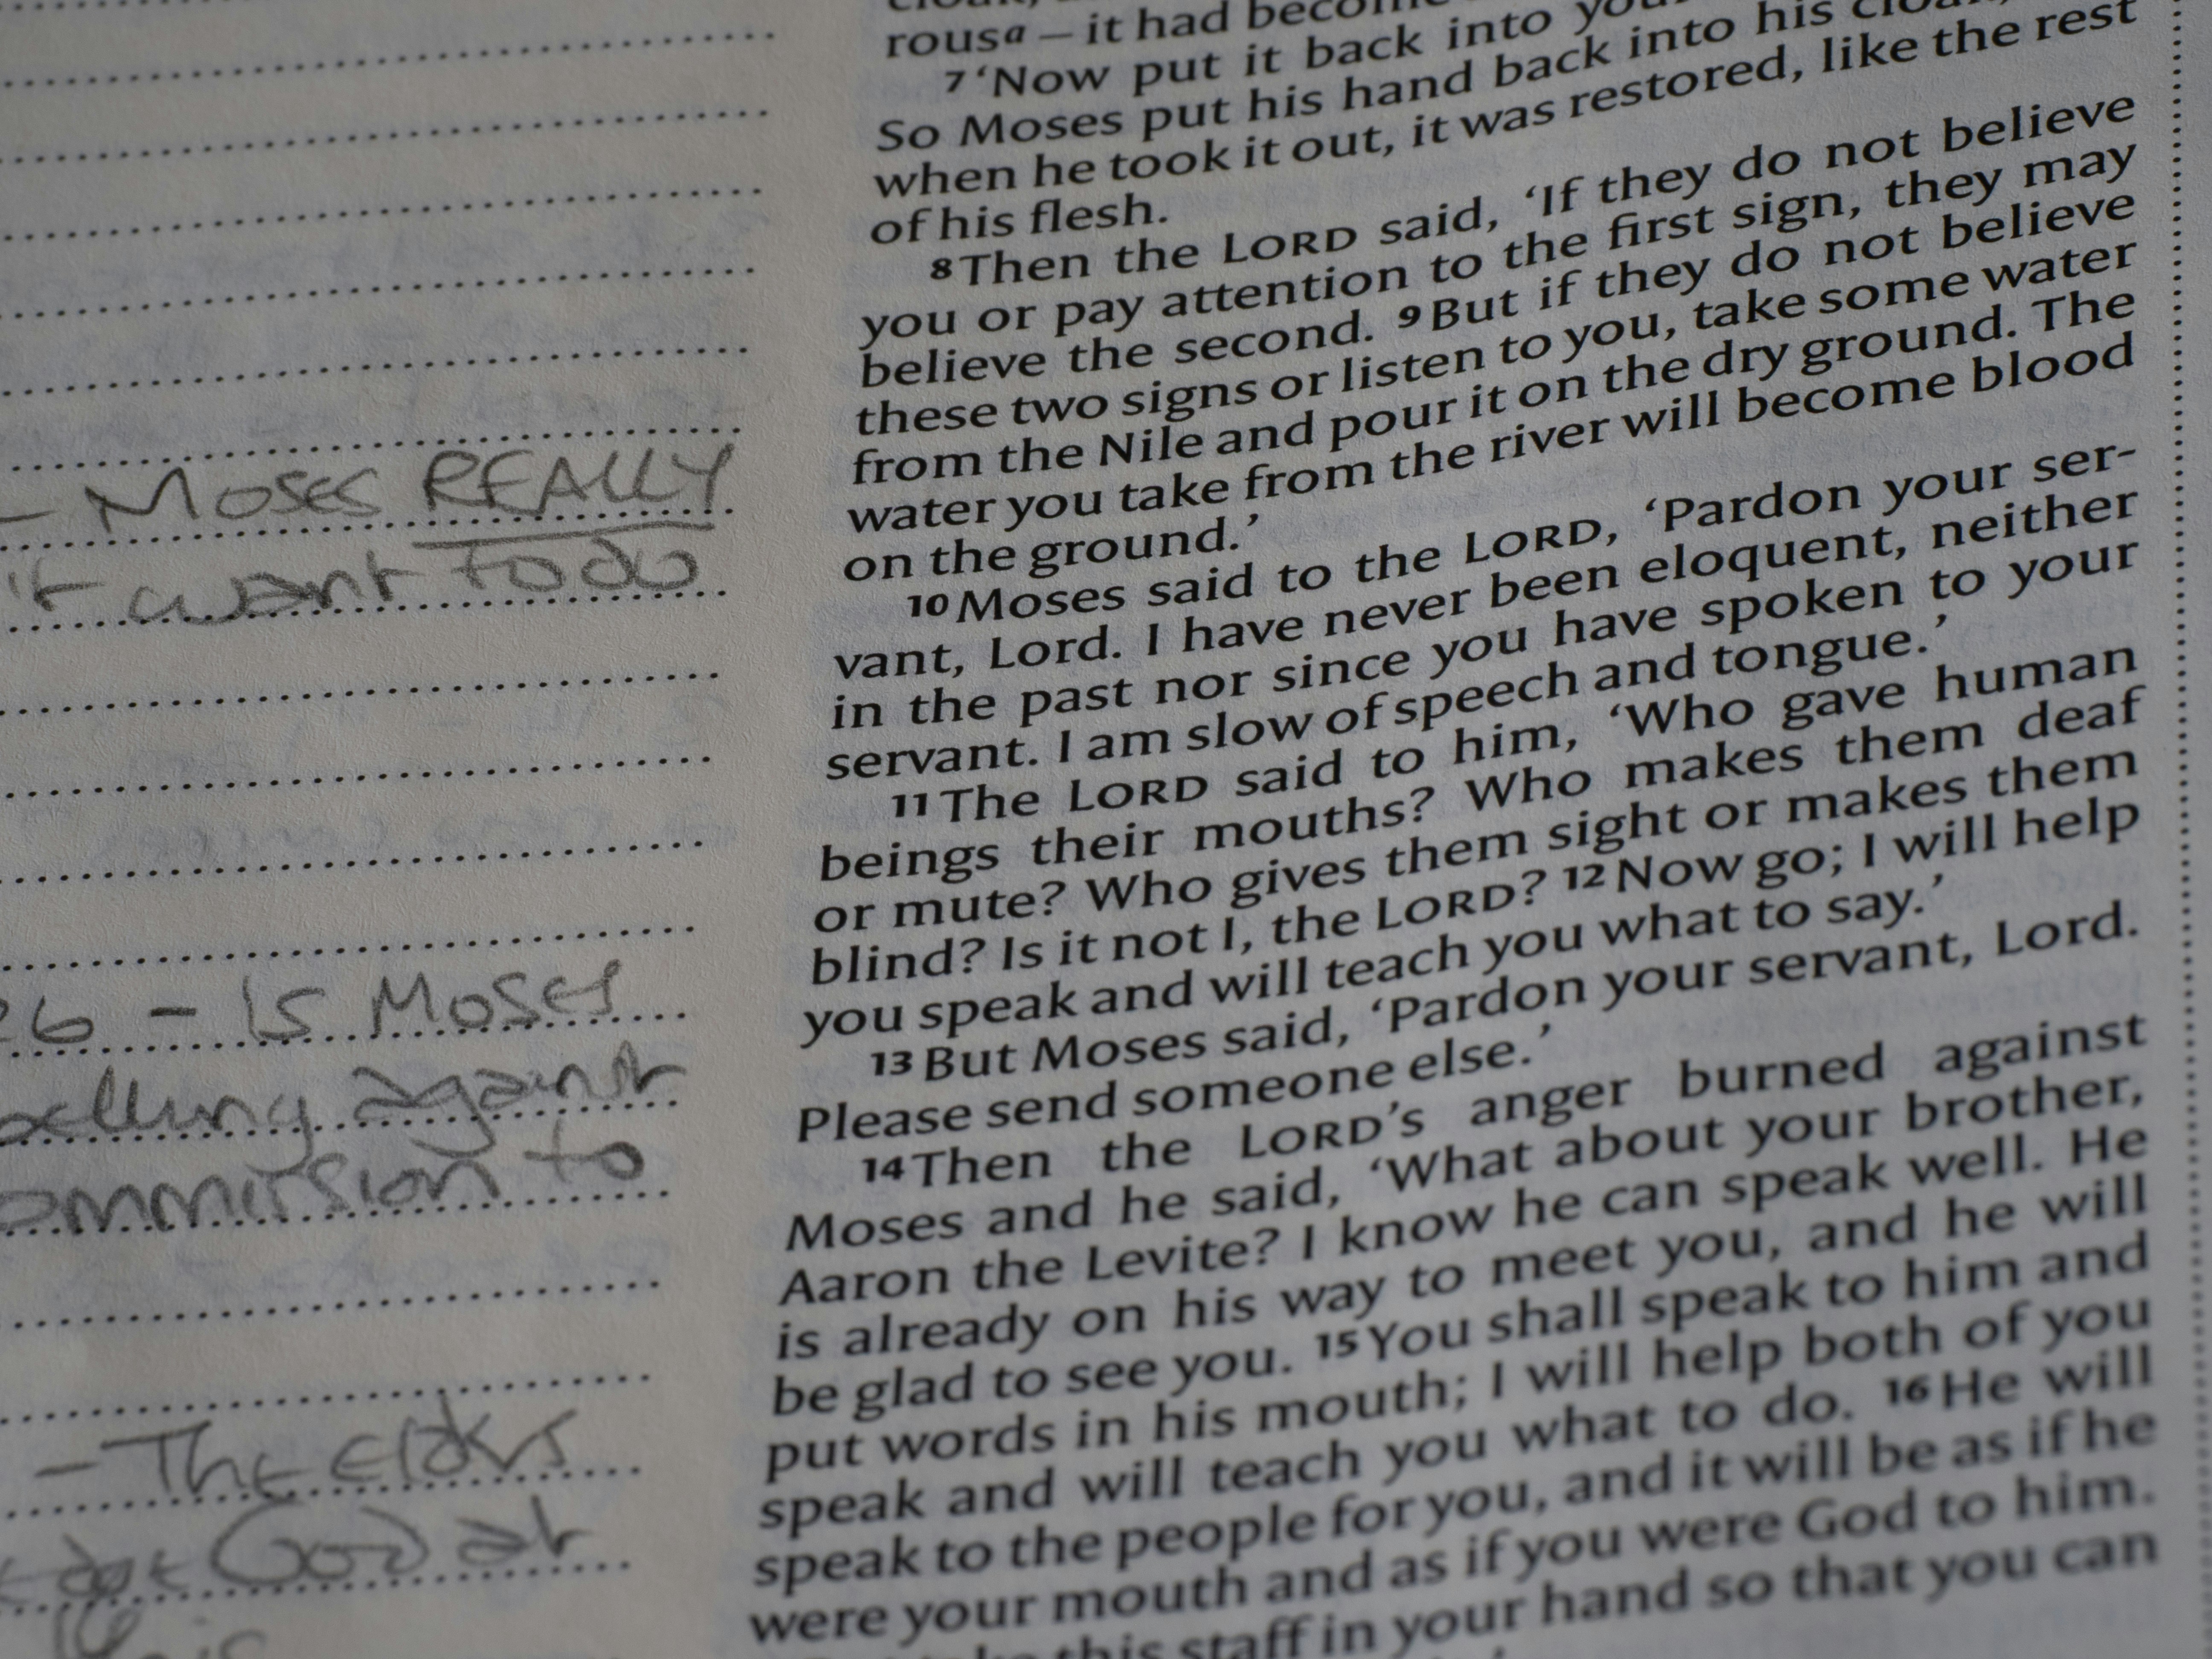 - Moses REALLY
't want to do
26 - is Moses
against
ommission to
- The elders
God at
rousa – it had
7 'Now put it back into
So Moses put his hand back into his
when he took it out, it was restored, like the rest
of his flesh.
8 Then the LORD said, 'If they do not believe
you or pay attention to the first sign, they may
believe the second. 9 But if they do not believe
these two signs or listen to you, take some water
from the Nile and pour it on the dry ground. The
water you take from the river will become blood
on the ground.'
10 Moses said to the LORD, 'Pardon your ser-
vant, Lord. I have never been eloquent, neither
in the past nor since you have spoken to your
servant. I am slow of speech and tongue.'
11 The LORD said to him, 'Who gave human
beings their mouths? Who makes them deaf
or mute? Who gives them sight or makes them
blind? Is it not I, the LORD? 12 Now go; I will help
you speak and will teach you what to say.'
13 But Moses said, 'Pardon your servant, Lord.
Please send someone else.'
14 Then the LORD's anger burned against
Moses and he said, 'What about your brother,
Aaron the Levite? I know he can speak well. He
is already on his way to meet you, and he will
be glad to see you. 15 You shall speak to him and
put words in his mouth; I will help both of you
speak and will teach you what to do. 16 He will
speak to the people for you, and it will be as if he
were your mouth and as if you were God to him.
this staff in your hand so that you can